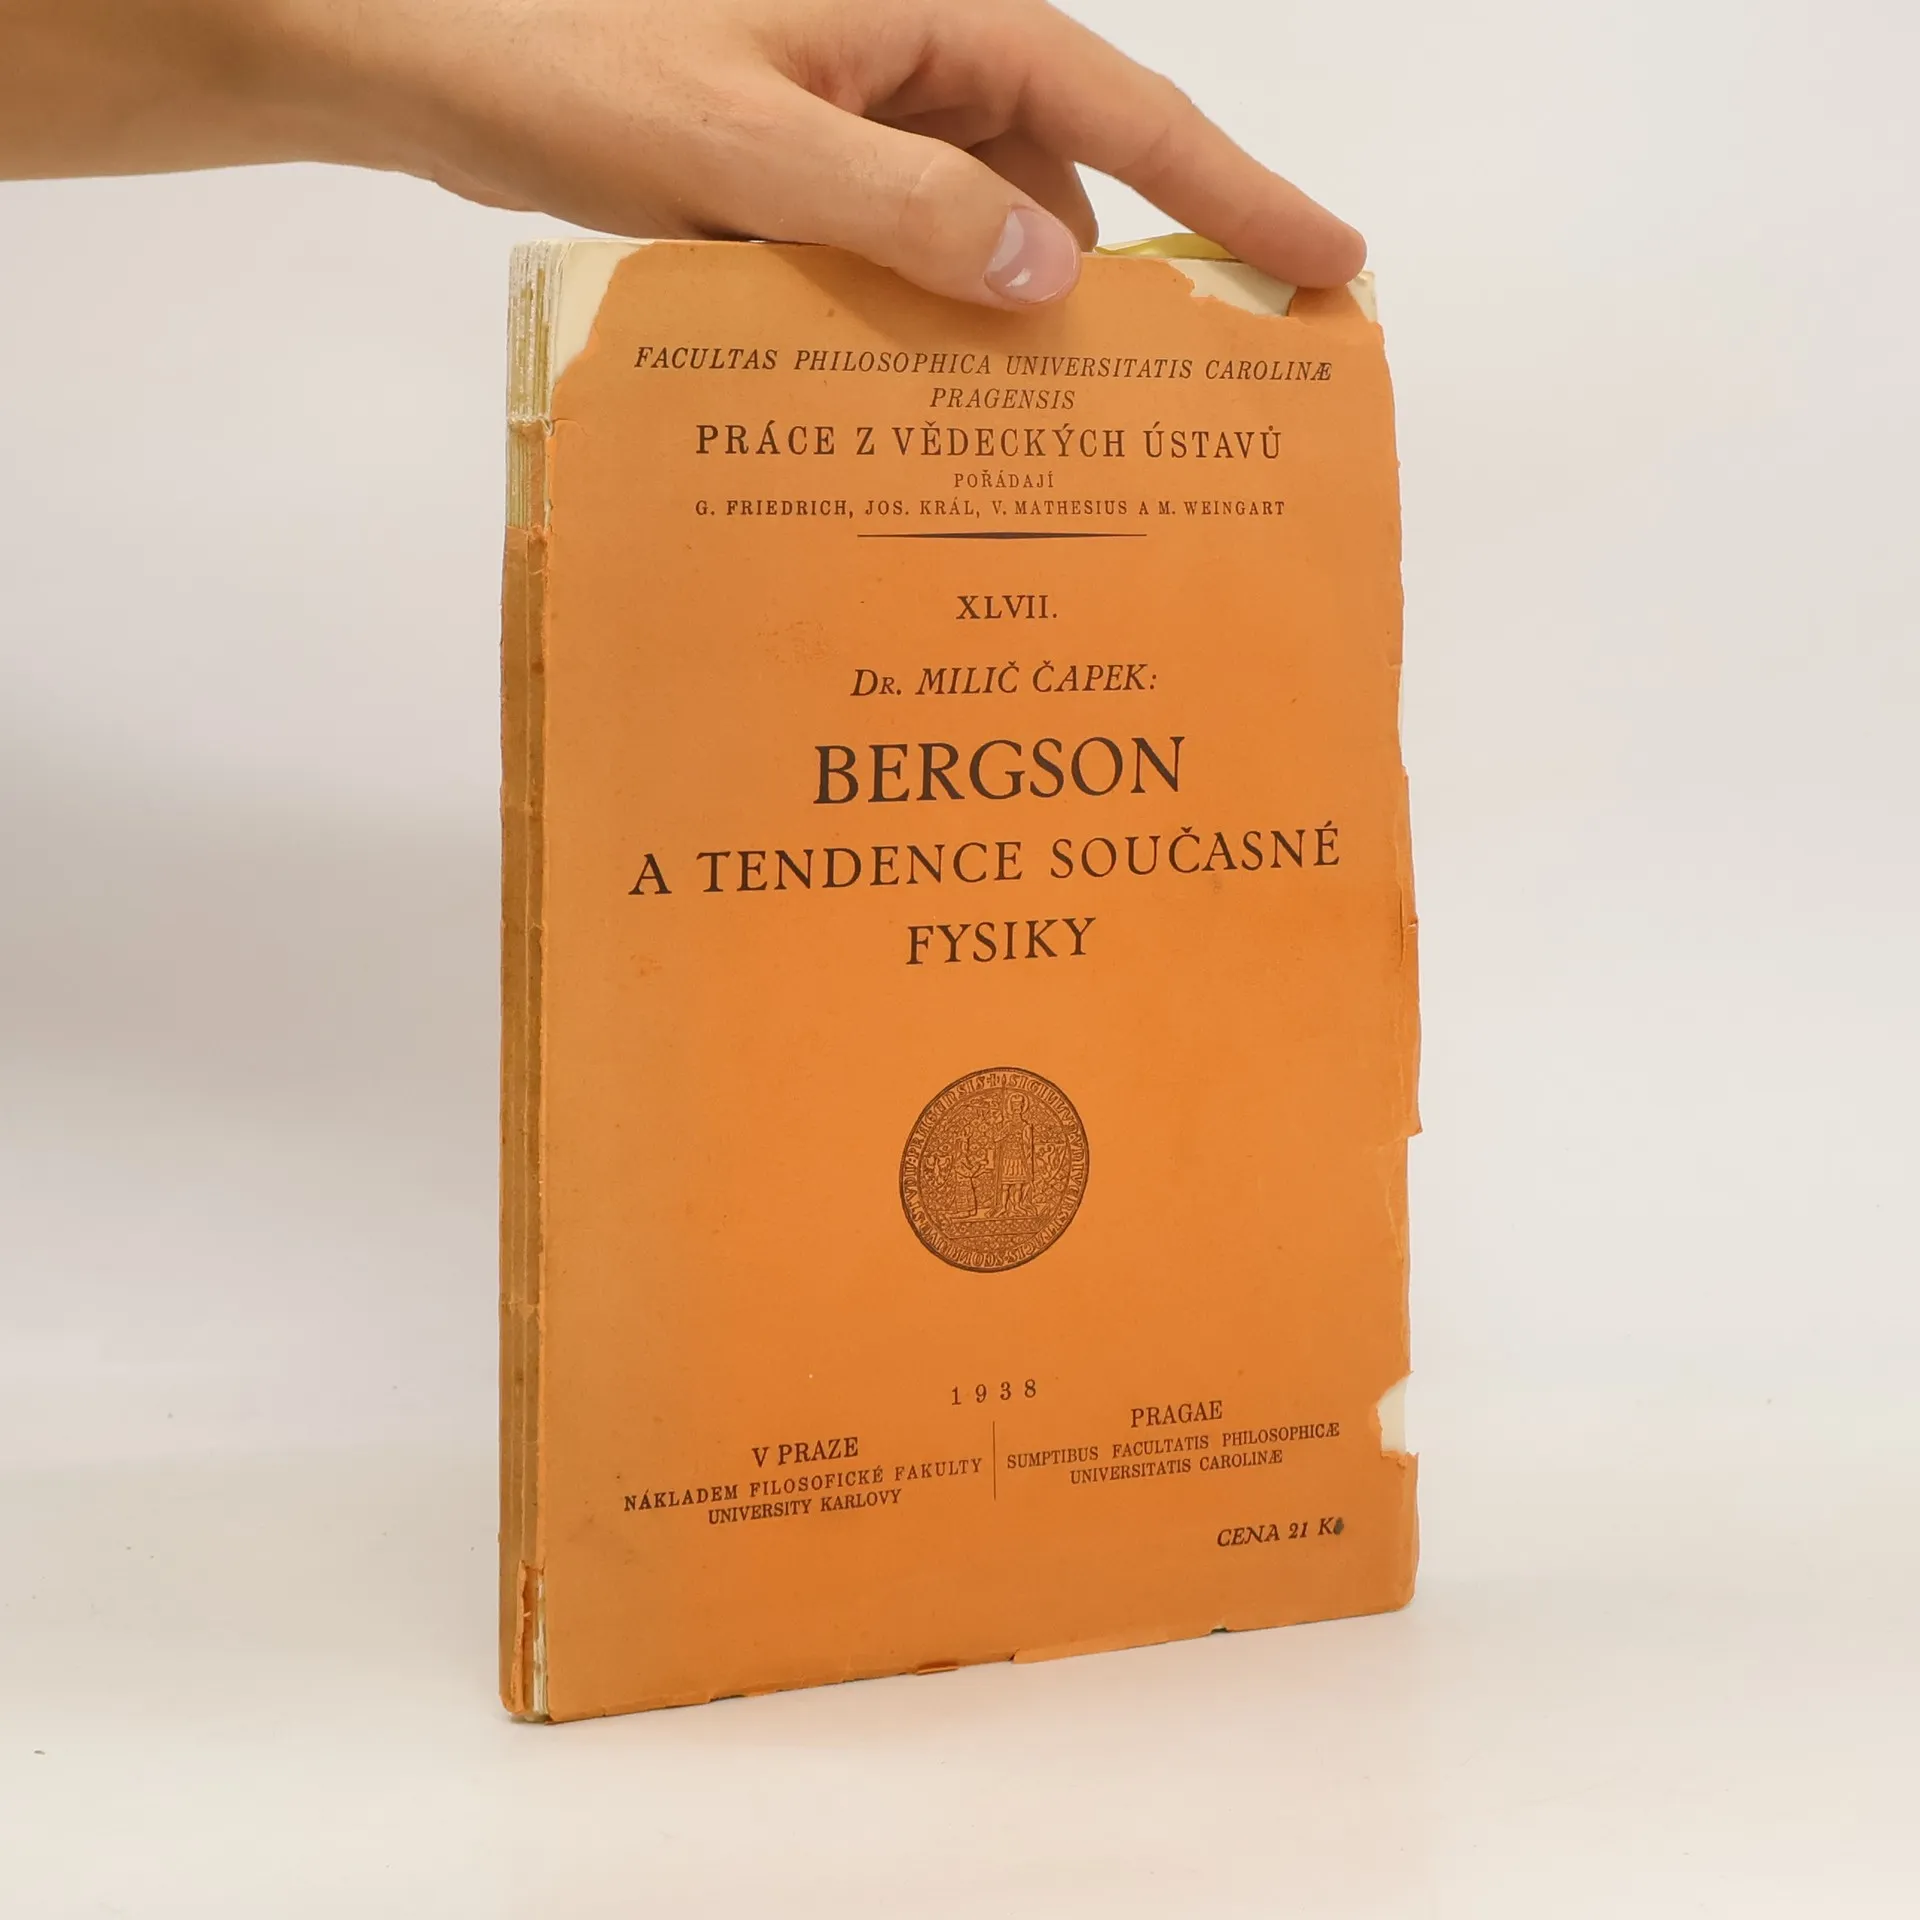 FACULTAS PHILOSOPHICA UNIVERSITATIS CAROLINÆ
PRAGENSIS
PRÁCE Z VĚDECKÝCH ÚSTAVŮ
POŘÁDAJÍ
G. FRIEDRICH, JOS. KRÁL, V. MATHESIUS A M. WEINGART
XLVII.
DR. MILIČ ČAPEK:
BERGSON
A TENDENCE SOUČASNÉ
FYSIKY
1938
V PRAZE
NÁKLADEM FILOSOFICKÉ FAKULTY
UNIVERSITY KARLOVY
PRAGAE
SUMPTIBUS FACULTATIS PHILOSOPHICÆ
UNIVERSITATIS CAROLINÆ
CENA 21